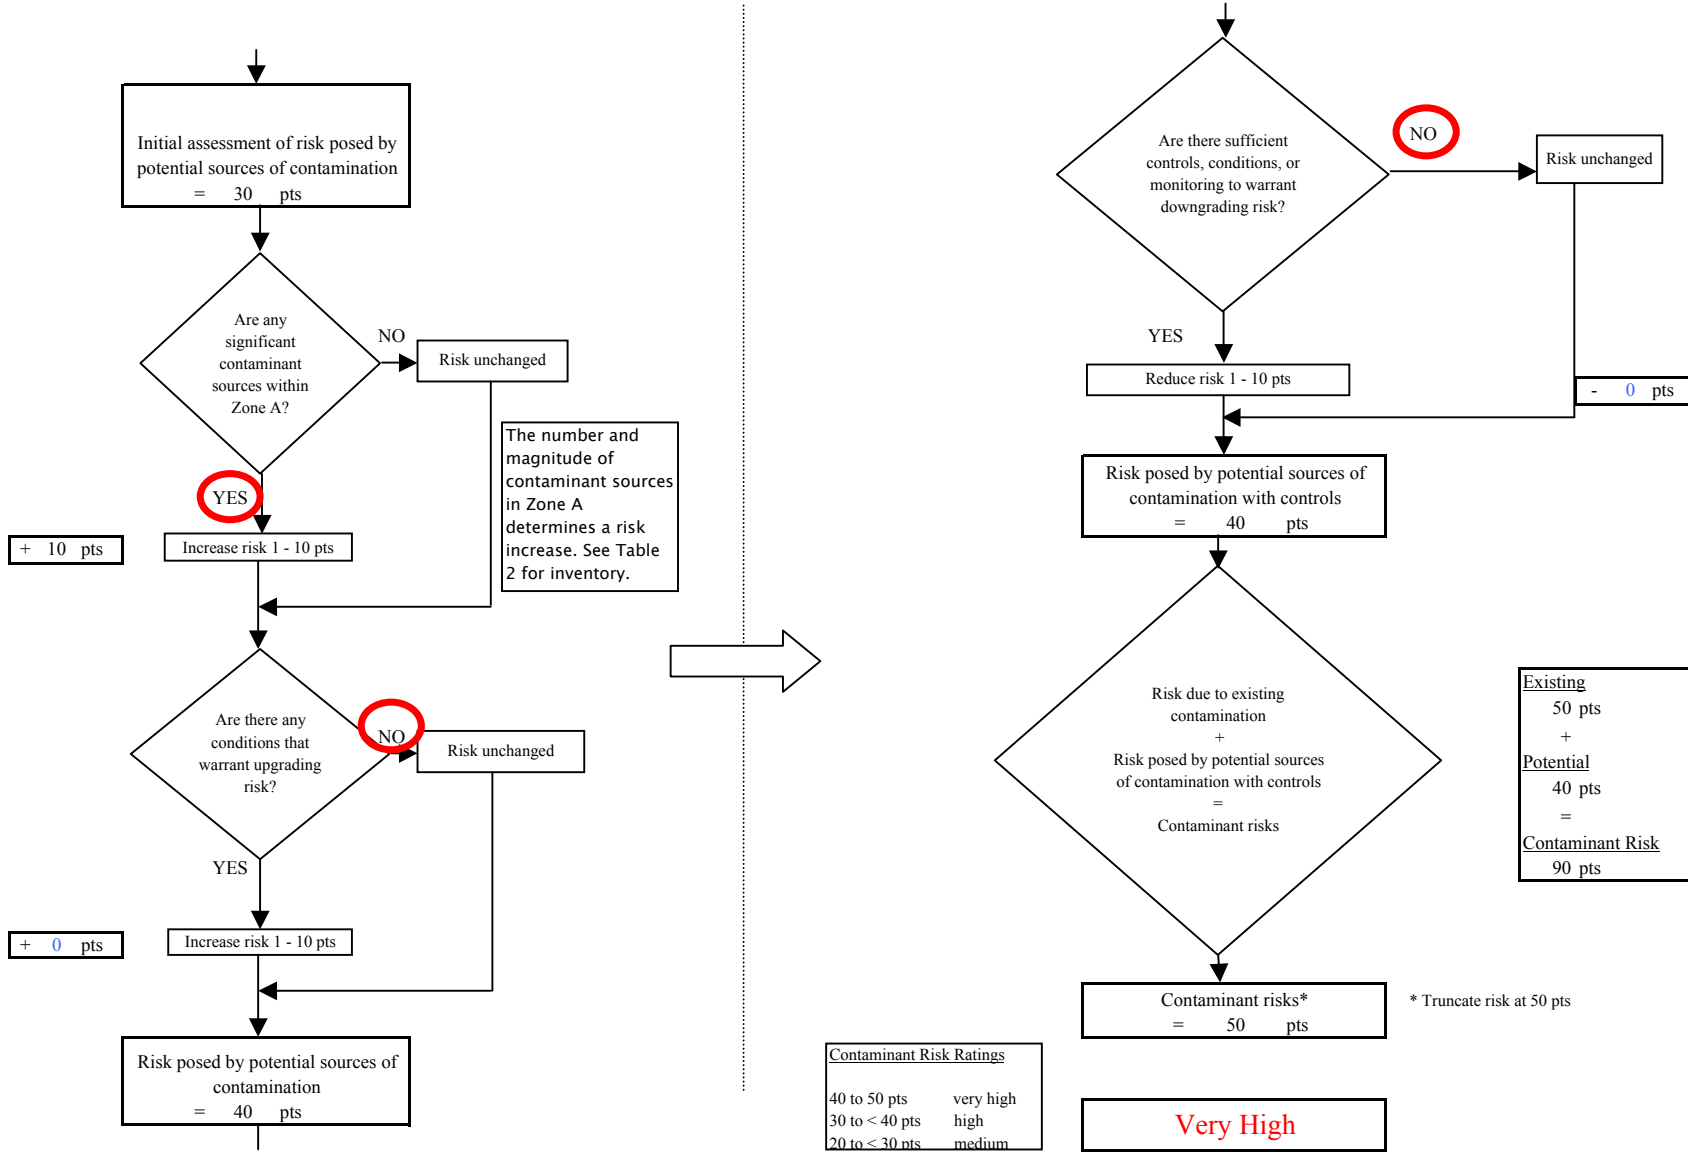 Initial assessment of risk posed by
potential sources of contamination
= 30 pts
Are any
significant
contaminant
sources within
Zone A?
NO
Risk unchanged
The number and
magnitude of
contaminant sources
in Zone A
determines a risk
increase. See Table
2 for inventory.
YES
+ 10 pts
Increase risk 1 - 10 pts
Are there any
conditions that
warrant upgrading
risk?
NO
Risk unchanged
YES
+ 0 pts
Increase risk 1 - 10 pts
Risk posed by potential sources of
contamination
= 40 pts
Are there sufficient
controls, conditions, or
monitoring to warrant
downgrading risk?
NO
Risk unchanged
YES
Reduce risk 1 - 10 pts
- 0 pts
Risk posed by potential sources of
contamination with controls
= 40 pts
Risk due to existing
contamination
+
Risk posed by potential sources
of contamination with controls
=
Contaminant risks
Existing
50 pts
+
Potential
40 pts
=
Contaminant Risk
90 pts
Contaminant risks*
= 50 pts
* Truncate risk at 50 pts
Contaminant Risk Ratings
40 to 50 pts very high
30 to < 40 pts high
20 to < 30 pts medium
Very High